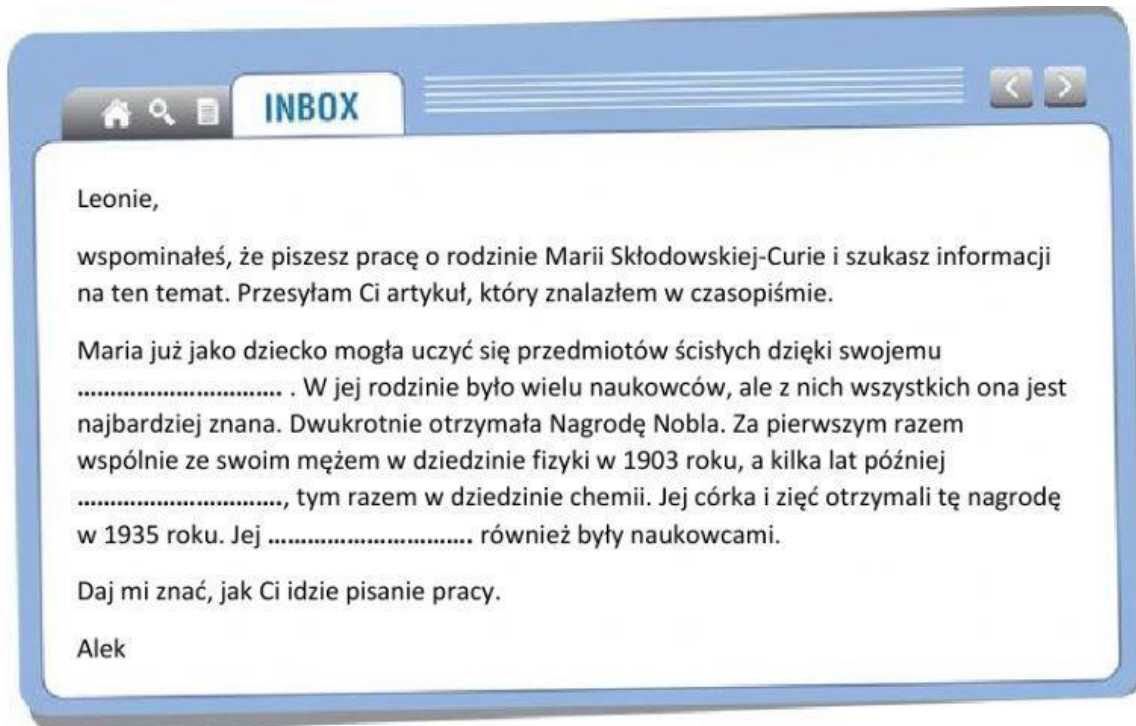 INBOX
Leonie,
wspominałeś, że piszesz pracę o rodzinie Marii Skłodowskiej-Curie i szukasz informacji
na ten temat. Przesyłam Ci artykuł, który znalazłem w czasopiśmie.
Maria już jako dziecko mogła uczyć się przedmiotów ścisłych dzięki swojemu
................................ . W jej rodzinie było wielu naukowców, ale z nich wszystkich ona jest
najbardziej znana. Dwukrotnie otrzymała Nagrodę Nobla. Za pierwszym razem
wspólnie ze swoim mężem w dziedzinie fizyki w 1903 roku, a kilka lat później
................................, tym razem w dziedzinie chemii. Jej córka i zięć otrzymali tę nagrodę
w 1935 roku. Jej ................................ również były naukowcami.
Daj mi znać, jak Ci idzie pisanie pracy.
Alek